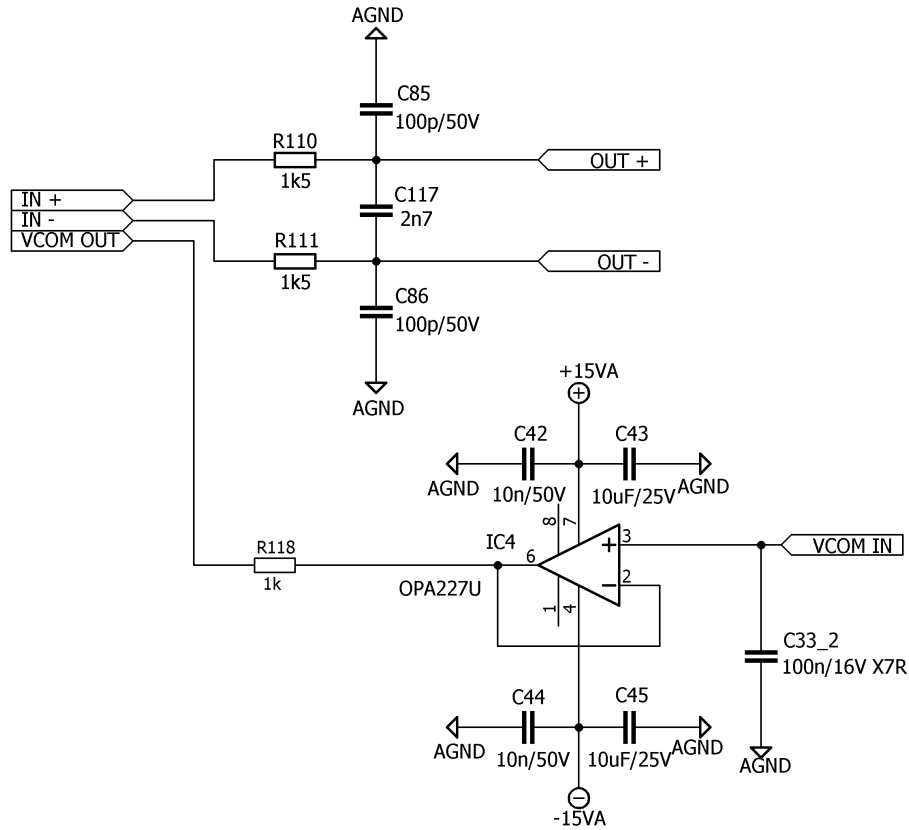 AGND
C85
100p/50V
R110
1k5
OUT +
IN +
IN -
VCOM OUT
C117
2n7
R111
1k5
OUT -
C86
100p/50V
AGND
+15VA
C42
C43
AGND
10n/50V
10uF/25V
AGND
8
7
IC4
6
3
VCOM IN
R118
1k
OPA227U
2
1
4
C33_2
100n/16V X7R
C44
C45
AGND
10n/50V
10uF/25V
AGND
AGND
-15VA